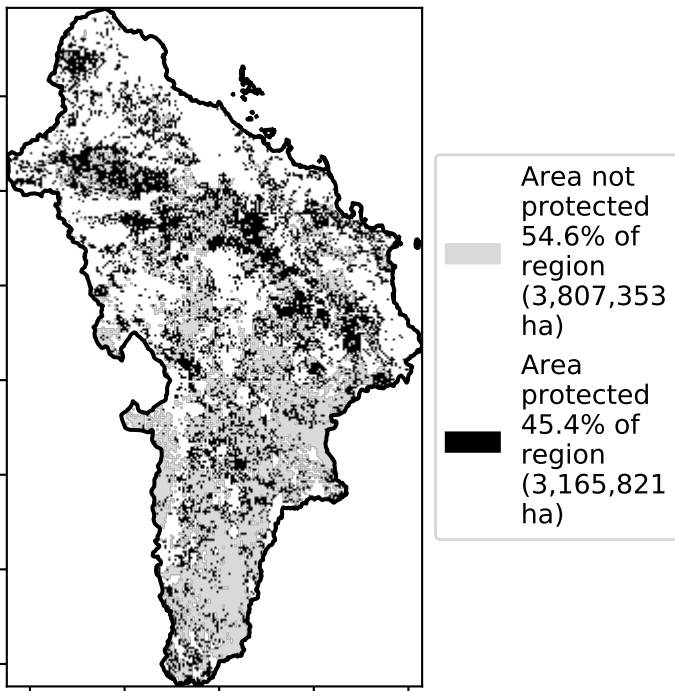 Area not
protected
54.6% of
region
(3,807,353
ha)
Area
protected
45.4% of
region
(3,165,821
ha)